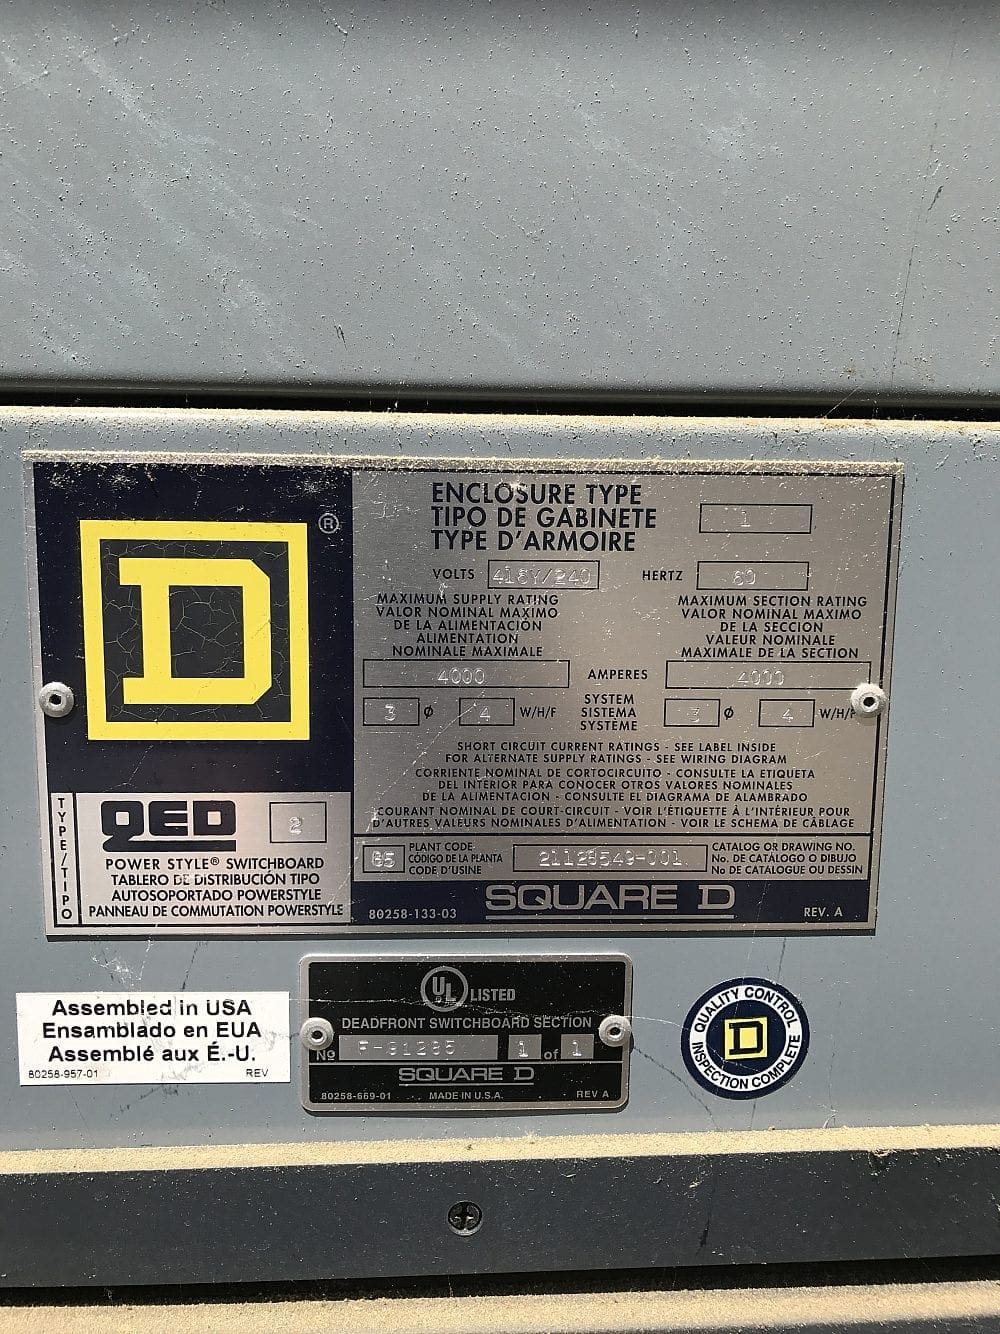 ENCLOSURE TYPE
TIPO DE GABINETE
TYPE D'ARMOIRE
1
VOLTS 416Y/240 HERTZ 60
MAXIMUM SUPPLY RATING
VALOR NOMINAL MAXIMO
DE LA ALIMENTACIÓN
ALIMENTATION
NOMINALE MAXIMALE
MAXIMUM SECTION RATING
VALOR NOMINAL MAXIMO
DE LA SECCION
VALEUR NOMINALE
MAXIMALE DE LA SECTION
4000 AMPERES 4000
3 Ø 4 W/H/F
SYSTEM
SISTEMA
SYSTÈME
3 Ø 4 W/H/F
SHORT CIRCUIT CURRENT RATINGS - SEE LABEL INSIDE
FOR ALTERNATE SUPPLY RATINGS - SEE WIRING DIAGRAM
CORRIENTE NOMINAL DE CORTOCIRCUITO - CONSULTE LA ETIQUETA
DEL INTERIOR PARA CONOCER OTROS VALORES NOMINALES
DE LA ALIMENTACION - CONSULTE EL DIAGRAMA DE ALAMBRADO
COURANT NOMINAL DE COURT-CIRCUIT - VOIR L'ÉTIQUETTE À L'INTÉRIEUR POUR
D'AUTRES VALEURS NOMINALES D'ALIMENTATION - VOIR LE SCHEMA DE CÂBLAGE
65
PLANT CODE
CÓDIGO DE LA PLANTA
CODE D'USINE
CATALOG OR DRAWING NO.
No. DE CATÁLOGO O DIBUJO
No DE CATALOGUE OU DESSIN
80258-133-03 SQUARE D REV. A
D ®
TYPE/TIPO
QED 2
POWER STYLE® SWITCHBOARD
TABLERO DE DISTRIBUCIÓN TIPO
AUTOSOPORTADO POWERSTYLE
PANNEAU DE COMMUTATION POWERSTYLE
Assembled in USA
Ensamblado en EUA
Assemblé aux É.-U.
80258-957-01 REV
UL LISTED
DEADFRONT SWITCHBOARD SECTION
No 1 of 1
SQUARE D
80258-669-01 MADE IN U.S.A. REV A
QUALITY CONTROL
D
INSPECTION COMPLETE